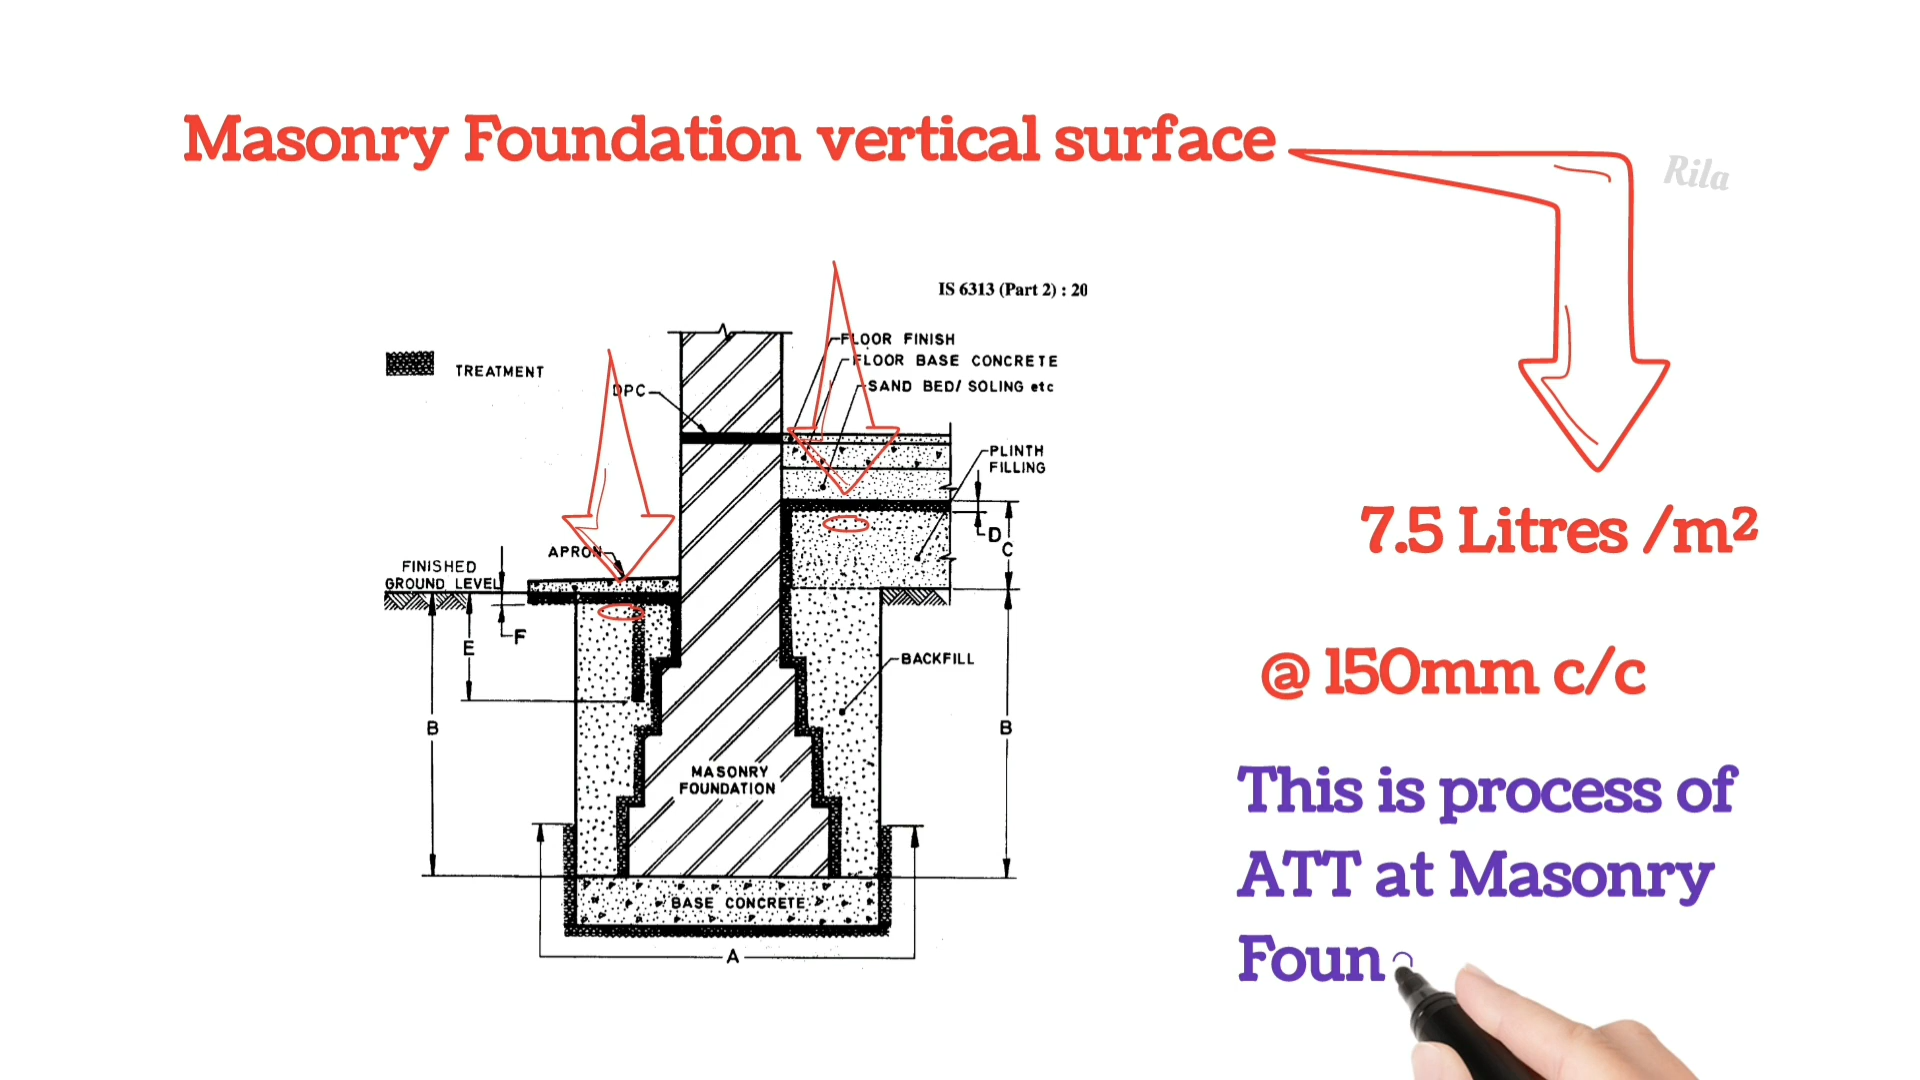 Masonry Foundation vertical surface
Rila
IS 6313 (Part 2) : 20
FLOOR FINISH
FLOOR BASE CONCRETE
SAND BED/ SOLING etc
TREATMENT
DPC
PLINTH
FILLING
7.5 Litres /m²
D
C
APRON
FINISHED
GROUND LEVEL
F
E
BACKFILL
@ 150mm c/c
B
B
MASONRY
FOUNDATION
This is process of
ATT at Masonry
Foun
BASE CONCRETE
A